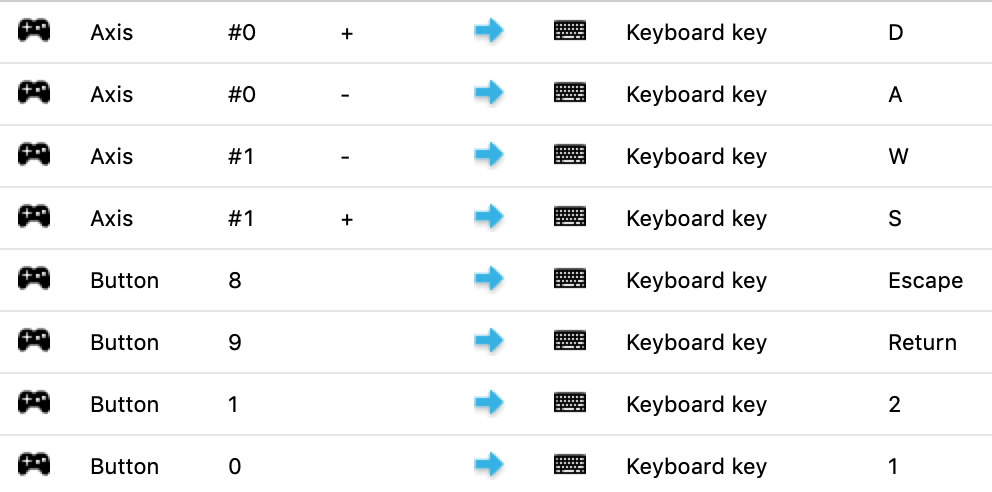 Axis #0 + Keyboard key D
Axis #0 - Keyboard key A
Axis #1 - Keyboard key W
Axis #1 + Keyboard key S
Button 8 Keyboard key Escape
Button 9 Keyboard key Return
Button 1 Keyboard key 2
Button 0 Keyboard key 1